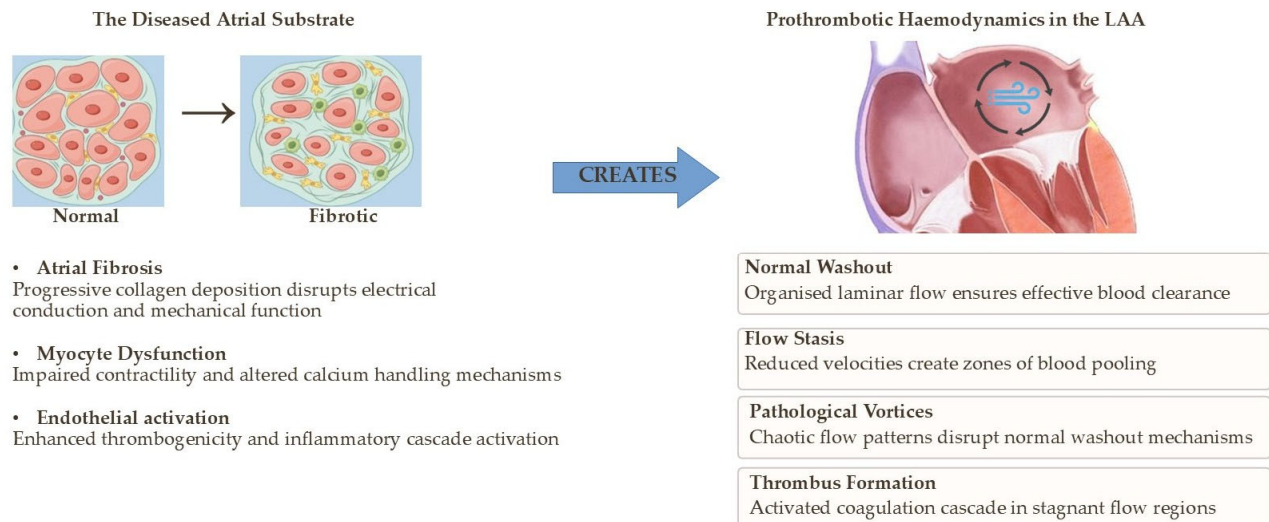 The Diseased Atrial Substrate
Normal
Fibrotic
• Atrial Fibrosis
Progressive collagen deposition disrupts electrical
conduction and mechanical function
• Myocyte Dysfunction
Impaired contractility and altered calcium handling mechanisms
• Endothelial activation
Enhanced thrombogenicity and inflammatory cascade activation
CREATES
Prothrombotic Haemodynamics in the LAA
Normal Washout
Organised laminar flow ensures effective blood clearance
Flow Stasis
Reduced velocities create zones of blood pooling
Pathological Vortices
Chaotic flow patterns disrupt normal washout mechanisms
Thrombus Formation
Activated coagulation cascade in stagnant flow regions